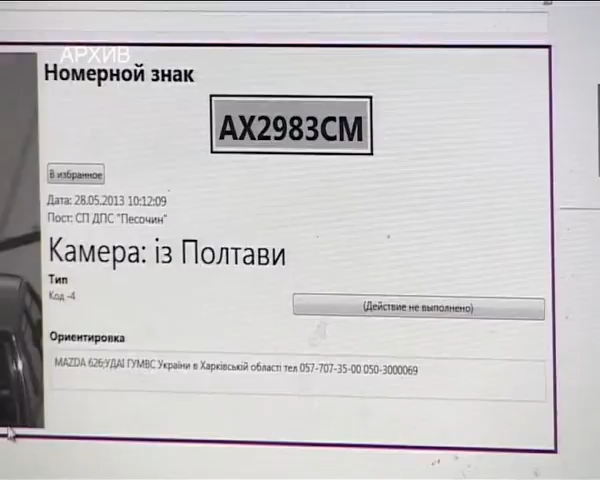 АРХИВ
Номерной знак
АХ2983СМ
В избранное
Дата: 28.05.2013 10:12:09
Пост: СП ДПС "Песочин"
Камера: із Полтави
Тип
Код -4
(Действие не выполнено)
Ориентировка
MAZDA 626;УДАІ ГУМВС України в Харківській області тел 057-707-35-00 050-3000069